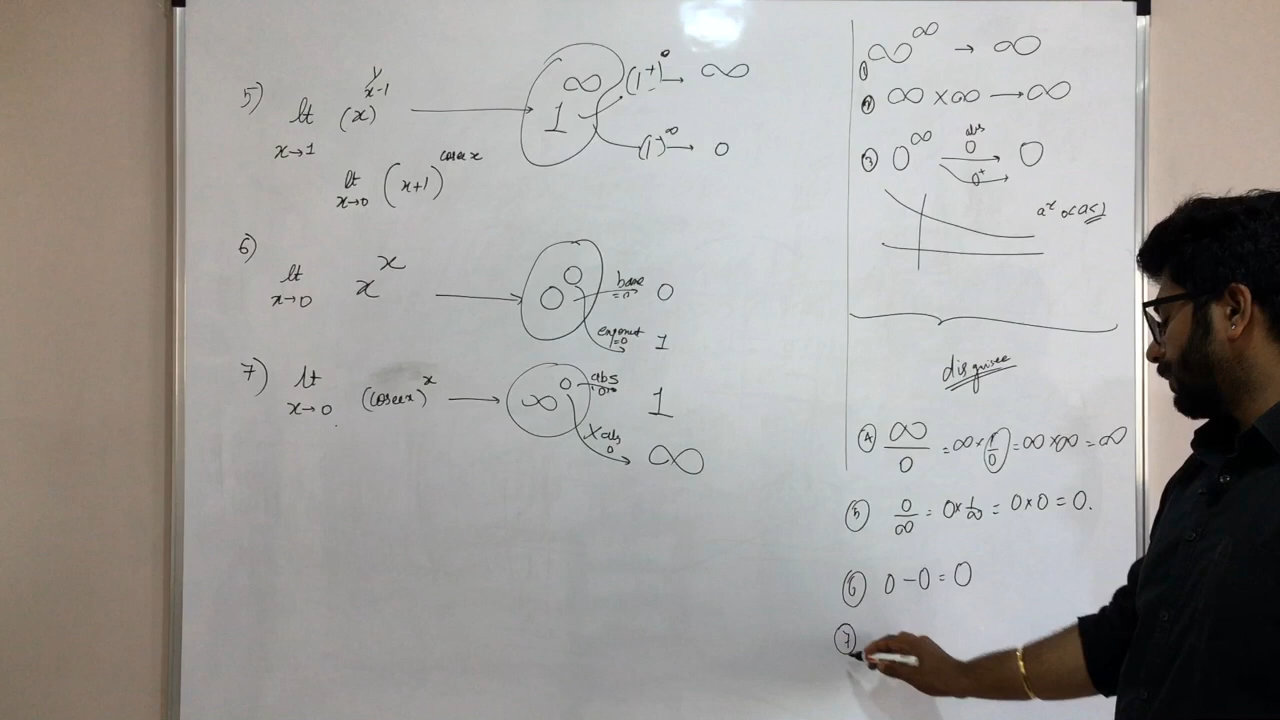 5) lt x→1 (x)^1/x-1 → 1^∞ (1+)^∞ → ∞
(1-)^∞ → 0
lt x→0 (x+1)^cosec x
6) lt x→0 x^x → 0^0 base =0 0
exponent =0 1
7) lt x→0 (cosec x)^x → ∞^0 abs 0 1
X abs 0 ∞
① ∞^∞ → ∞
② ∞ × ∞ → ∞
③ 0^∞ abs 0 → 0
0+
a^x 0<a<1
disguise
④ ∞/0 = ∞ × 1/0 = ∞ × ∞ = ∞
⑤ 0/∞ = 0 × 1/∞ = 0 × 0 = 0.
⑥ 0 - 0 = 0
⑦